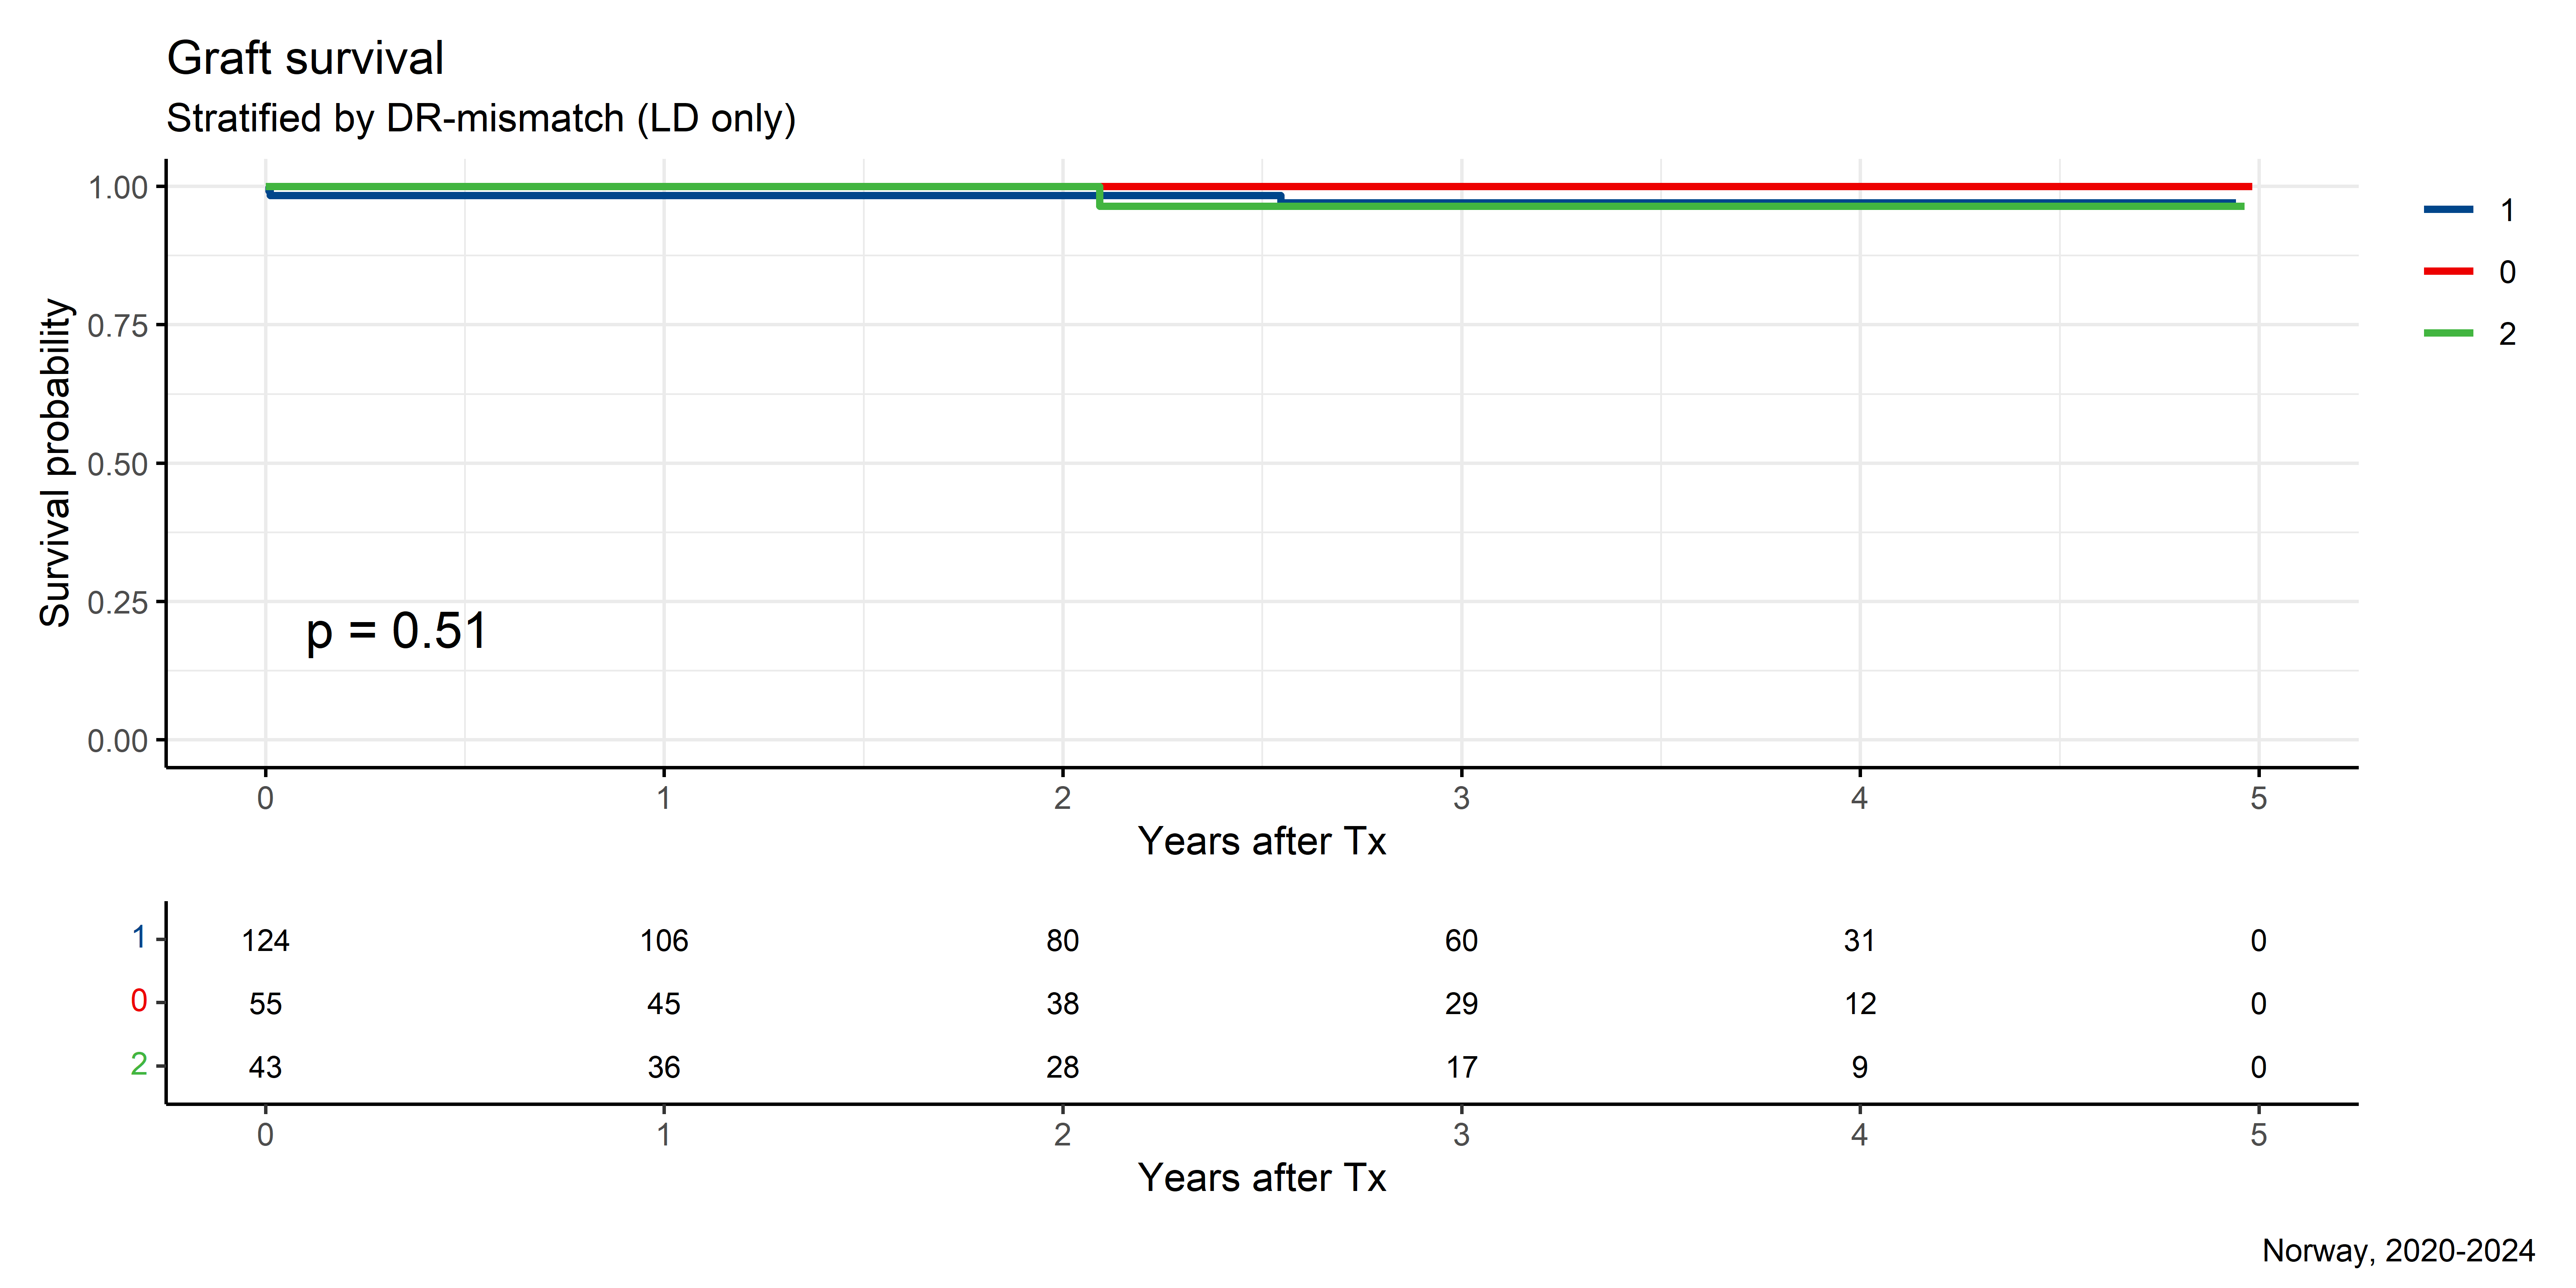 Graft survival
Stratified by DR-mismatch (LD only)
Survival probability
1.00
0.75
0.50
0.25
0.00
p = 0.51
0 1 2 3 4 5
Years after Tx
1
0
2
1 124 106 80 60 31 0
0 55 45 38 29 12 0
2 43 36 28 17 9 0
0 1 2 3 4 5
Years after Tx
Norway, 2020-2024